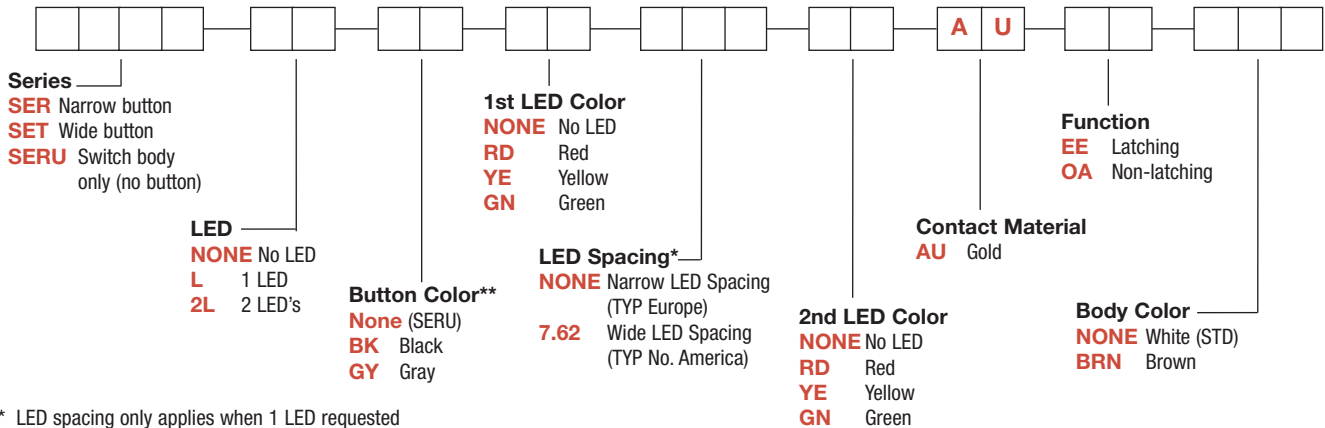 A U
Series
SER Narrow button
SET Wide button
SERU Switch body
only (no button)
LED
NONE No LED
L 1 LED
2L 2 LED's
Button Color**
None (SERU)
BK Black
GY Gray
1st LED Color
NONE No LED
RD Red
YE Yellow
GN Green
LED Spacing*
NONE Narrow LED Spacing
(TYP Europe)
7.62 Wide LED Spacing
(TYP No. America)
2nd LED Color
NONE No LED
RD Red
YE Yellow
GN Green
Contact Material
AU Gold
Function
EE Latching
OA Non-latching
Body Color
NONE White (STD)
BRN Brown
* LED spacing only applies when 1 LED requested